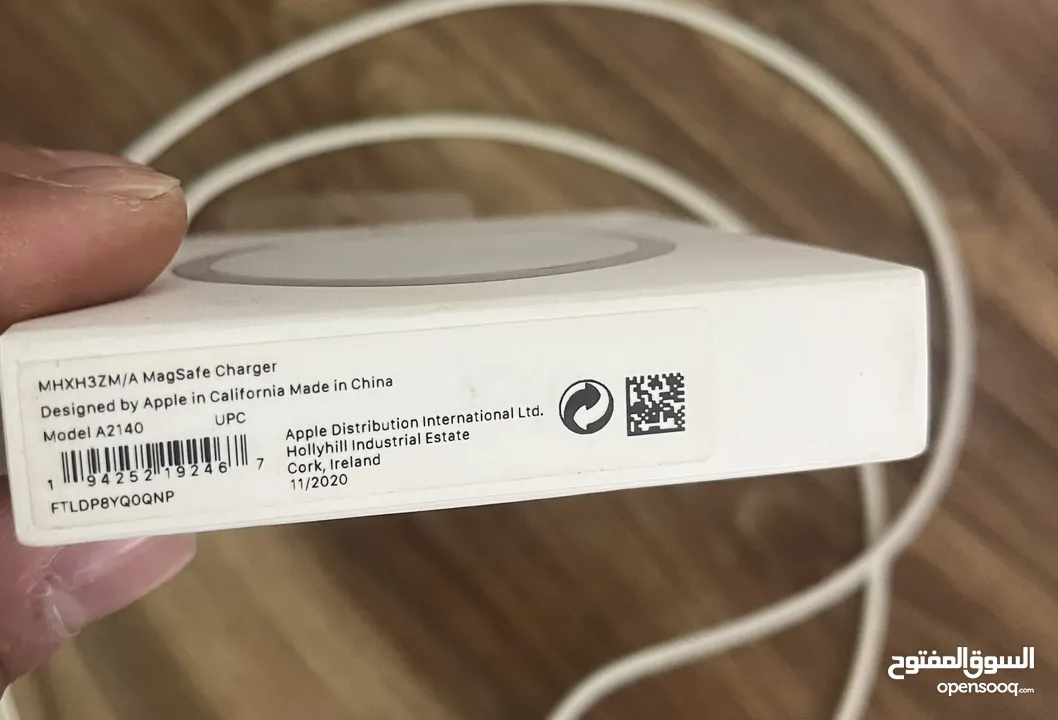 MHXH3ZM/A MagSafe Charger
Designed by Apple in California Made in China
Model A2140
UPC
1 94252 19246 7
FTLDP8YQ0QNP
Apple Distribution International Ltd.
Hollyhill Industrial Estate
Cork, Ireland
11/2020
السوق المفتوح
opensooq.com